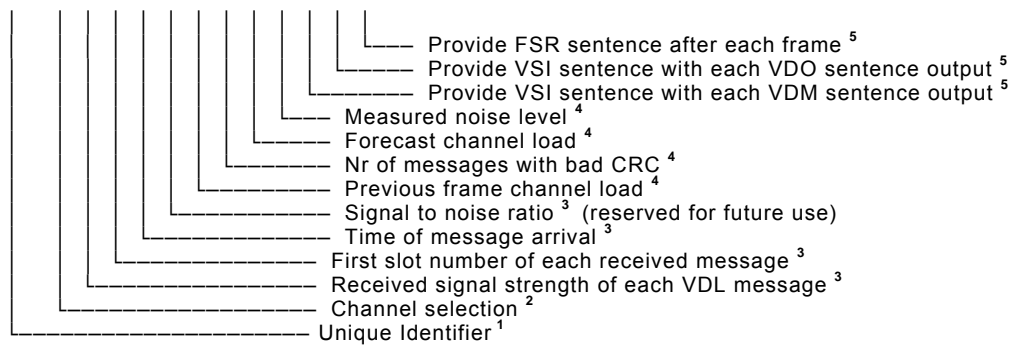 Provide FSR sentence after each frame 5
Provide VSI sentence with each VDO sentence output 5
Provide VSI sentence with each VDM sentence output 5
Measured noise level 4
Forecast channel load 4
Nr of messages with bad CRC 4
Previous frame channel load 4
Signal to noise ratio 3 (reserved for future use)
Time of message arrival 3
First slot number of each received message 3
Received signal strength of each VDL message 3
Channel selection 2
Unique Identifier 1